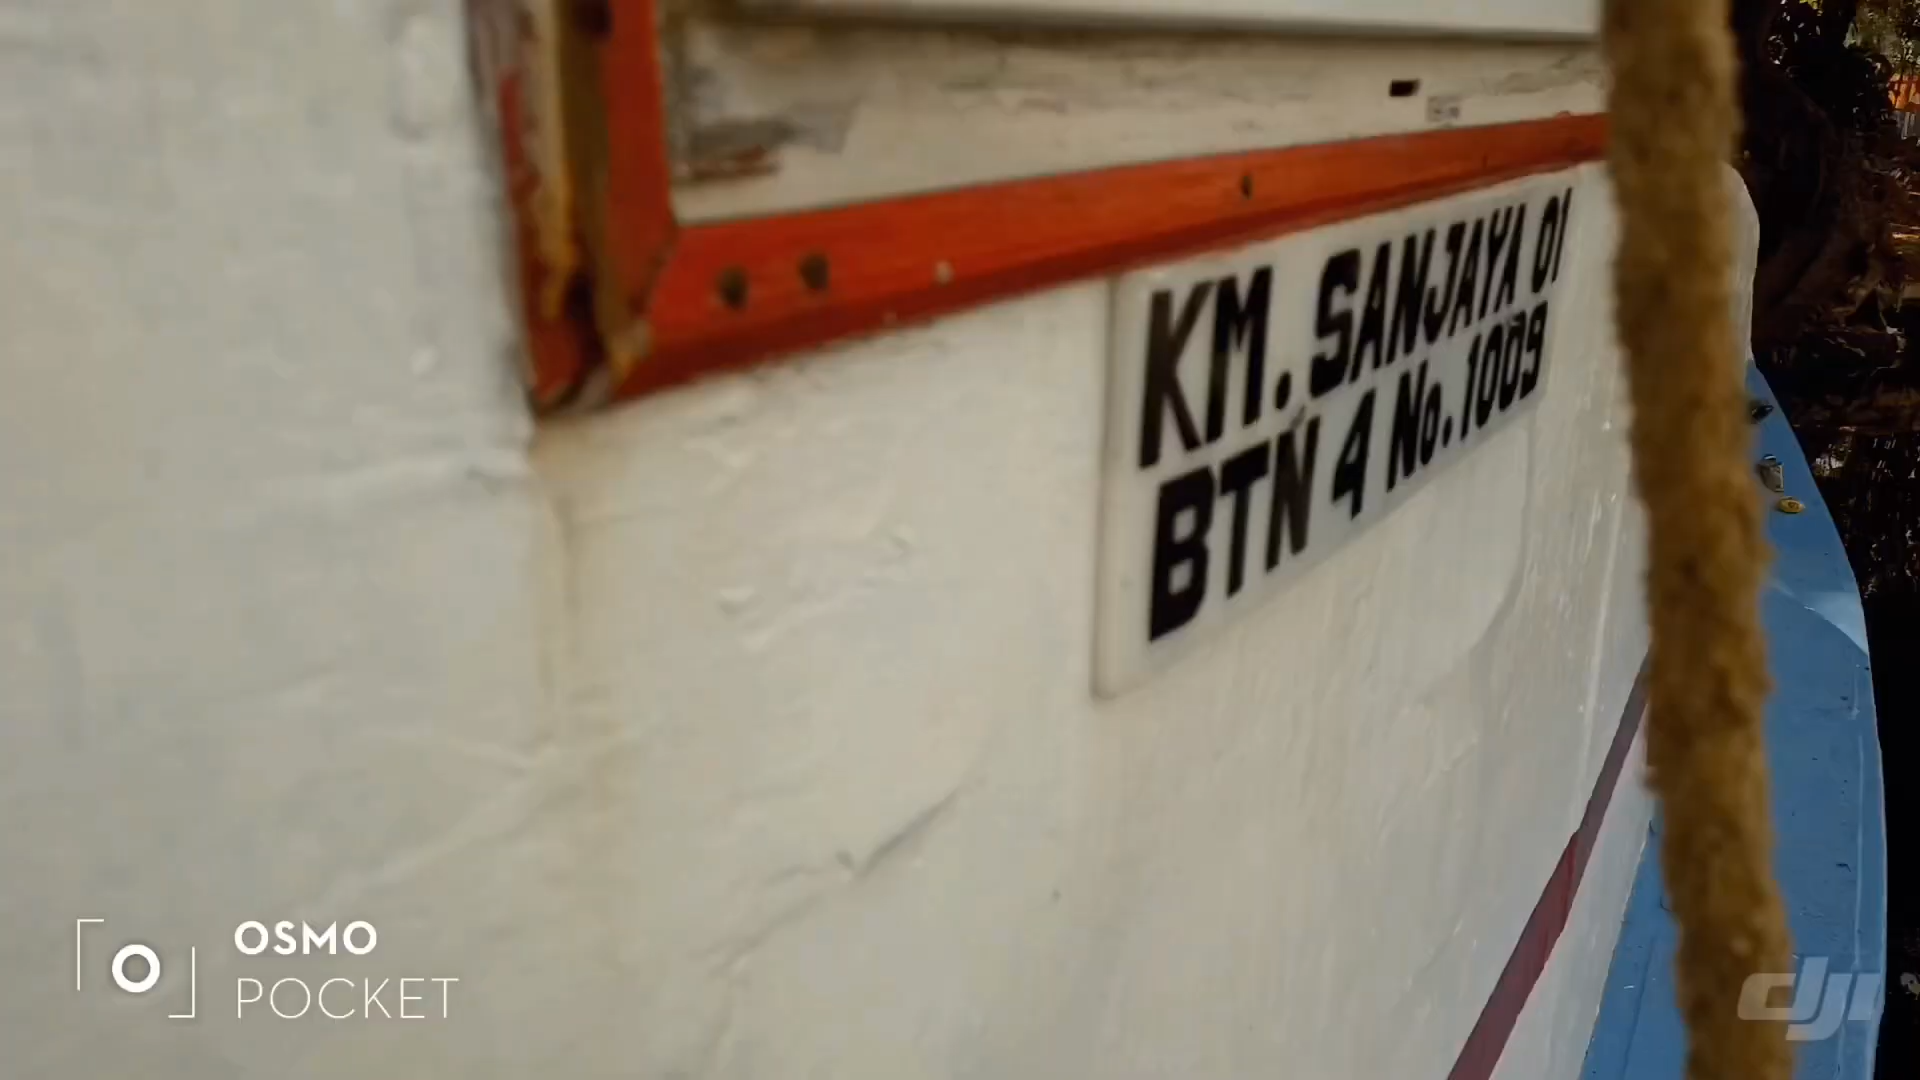 KM. SANJAYA 01
BTN 4 No. 1009
OSMO
POCKET
dji